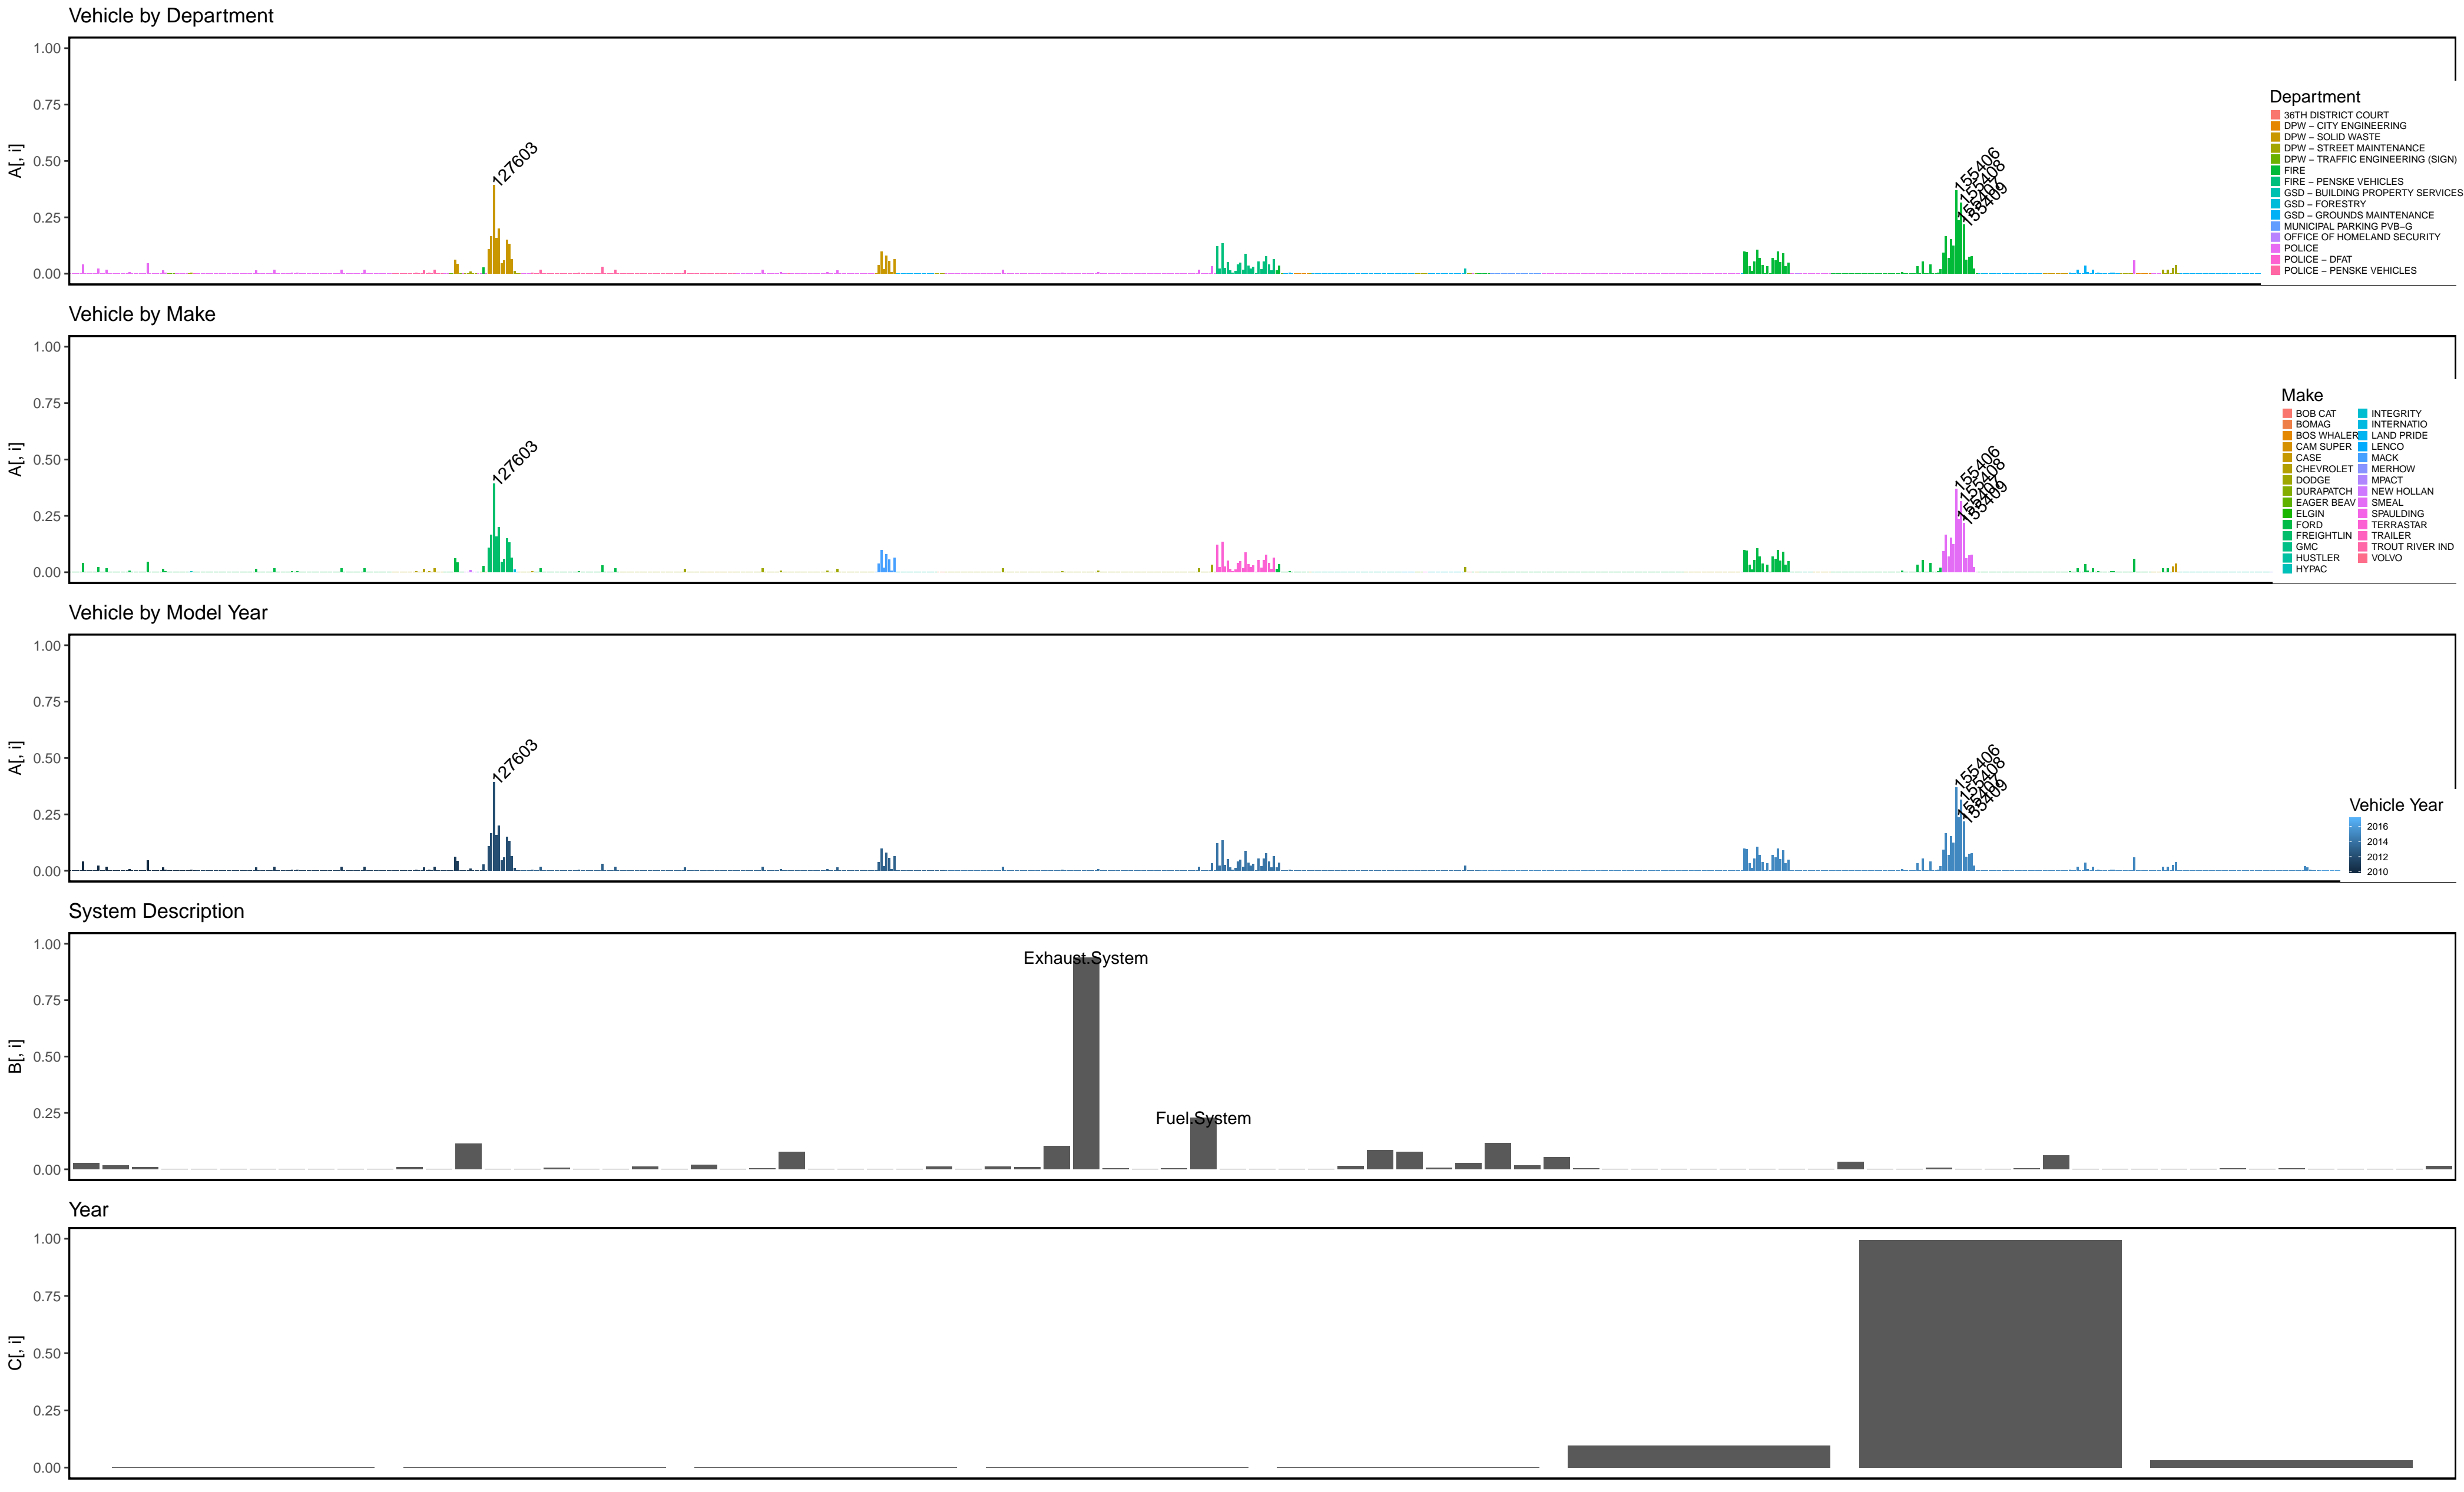 Vehicle by Department
1.00
0.75
0.50
0.25
0.00
A[, i]
127603
155406
155408
155407
155409
Department
36TH DISTRICT COURT
DPW − CITY ENGINEERING
DPW − SOLID WASTE
DPW − STREET MAINTENANCE
DPW − TRAFFIC ENGINEERING (SIGN)
FIRE
FIRE − PENSKE VEHICLES
GSD − BUILDING PROPERTY SERVICES
GSD − FORESTRY
GSD − GROUNDS MAINTENANCE
MUNICIPAL PARKING PVB−G
OFFICE OF HOMELAND SECURITY
POLICE
POLICE − DFAT
POLICE − PENSKE VEHICLES
Vehicle by Make
1.00
0.75
0.50
0.25
0.00
A[, i]
127603
155406
155408
155407
155409
Make
BOB CAT
BOMAG
BOS WHALER
CAM SUPER
CASE
CHEVROLET
DODGE
DURAPATCH
EAGER BEAV
ELGIN
FORD
FREIGHTLIN
GMC
HUSTLER
HYPAC
INTEGRITY
INTERNATIO
LAND PRIDE
LENCO
MACK
MERHOW
MPACT
NEW HOLLAN
SMEAL
SPAULDING
TERRASTAR
TRAILER
TROUT RIVER IND
VOLVO
Vehicle by Model Year
1.00
0.75
0.50
0.25
0.00
A[, i]
127603
155406
155408
155407
155409
Vehicle Year
2016
2014
2012
2010
System Description
1.00
0.75
0.50
0.25
0.00
B[, i]
Exhaust.System
Fuel.System
Year
1.00
0.75
0.50
0.25
0.00
C[, i]